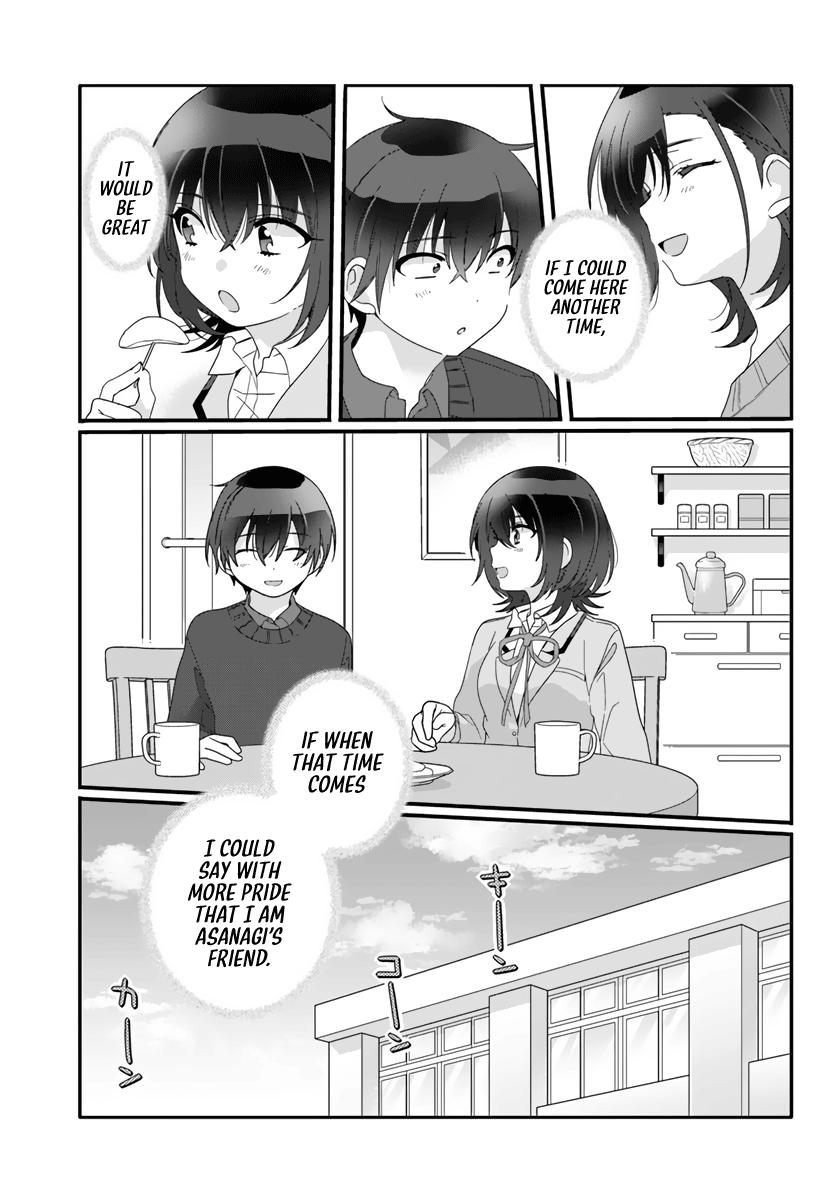 IF I COULD
COME HERE
ANOTHER
TIME,
IT
WOULD
BE
GREAT
IF WHEN
THAT TIME
COMES
I COULD
SAY WITH
MORE PRIDE
THAT I AM
ASANAGI'S
FRIEND.
キーン
コーン
カーン